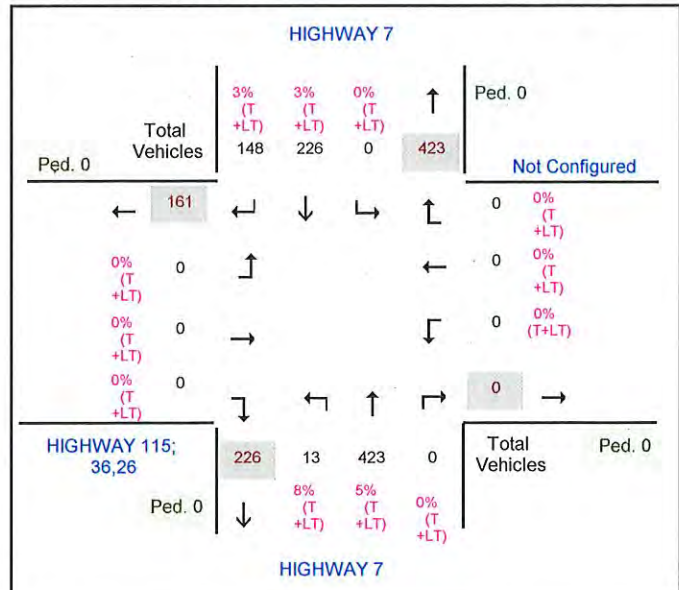 HIGHWAY 7
3% 3% 0%
(T (T (T
+LT) +LT) +LT)
Ped. 0
Total
Vehicles
148 226 0 423
Ped. 0
Not Configured
161
0 0%
(T
+LT)
0%
(T
+LT)
0
0 0%
(T
+LT)
0%
(T
+LT)
0
0 0%
(T+LT)
0%
(T
+LT)
0
0
HIGHWAY 115;
36,26
226 13 423 0
Total
Vehicles
Ped. 0
Ped. 0
8% 5% 0%
(T (T (T
+LT) +LT) +LT)
HIGHWAY 7